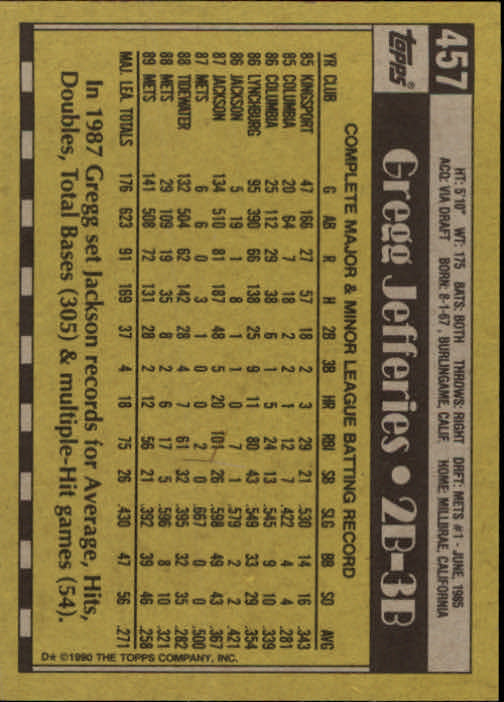 457
topps®
HT: 5'10" WT: 175 BATS: BOTH THROWS: RIGHT DRFT: METS #1-JUNE, 1985
ACQ: VIA DRAFT BORN: 8-1-67, BURLINGAME, CALIF. HOME: MILLBRAE, CALIFORNIA
Gregg Jefferies • 2B-3B
COMPLETE MAJOR & MINOR LEAGUE BATTING RECORD
YR CLUB G AB R H 2B 3B HR RBI SB SLG BB SO AVG
85 KINGSPORT 47 166 27 57 18 2 3 29 21 .530 14 16 .343
85 COLUMBIA 20 64 7 18 2 2 1 12 7 .422 4 4 .281
86 COLUMBIA 25 112 29 38 6 1 5 24 13 .545 9 10 .339
86 LYNCHBURG 95 390 66 138 25 9 11 80 43 .549 33 29 .354
86 JACKSON 5 19 1 8 1 1 0 7 1 .579 2 2 .421
87 JACKSON 134 510 81 187 48 5 20 101 26 .598 49 43 .367
87 METS 6 6 0 3 1 0 0 2 0 .667 0 0 .500
88 TIDEWATER 132 504 62 142 28 4 7 61 32 .395 32 35 .282
88 METS 29 109 19 35 8 2 6 17 5 .596 8 10 .321
89 METS 141 508 72 131 28 2 12 56 21 .392 39 46 .258
MAJ. LEA. TOTALS 176 623 91 169 37 4 18 75 26 .430 47 56 .271
In 1987 Gregg set Jackson records for Average, Hits,
Doubles, Total Bases (305) & multiple-Hit games (54).
D* ©1990 THE TOPPS COMPANY, INC.